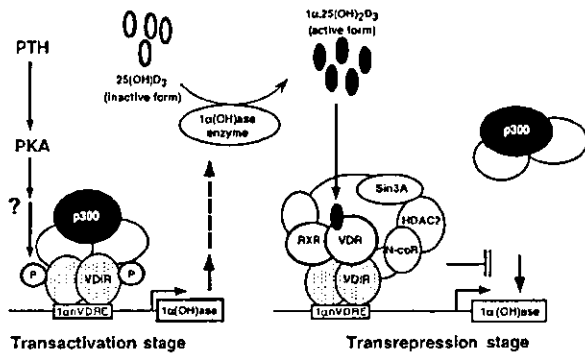 PTH
PKA
?
p300
P
VDIR
P
1αnVDRE
1α(OH)ase
Transactivation stage
25(OH)D3
(inactive form)
1α(OH)ase
enzyme
1α,25(OH)2D3
(active form)
p300
Sin3A
HDAC?
RXR
VDR
N-coR
VDIR
1αnVDRE
1α(OH)ase
Transrepression stage